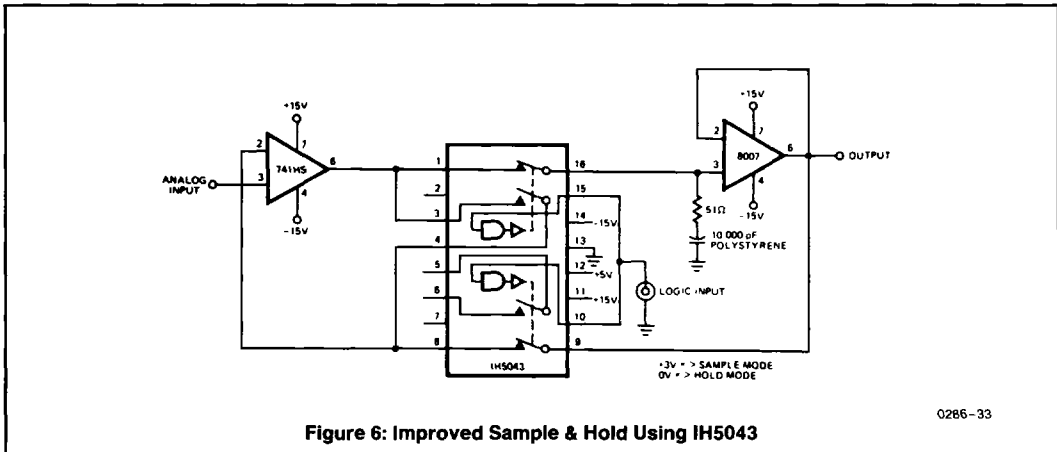 +15V
2
7
741HS
6
3
4
-15V
ANALOG
INPUT
1
2
3
4
5
6
7
8
16
15
14
-15V
13
12
+5V
11
+15V
10
9
IH5043
LOGIC INPUT
+15V
2
7
8007
6
3
4
-15V
OUTPUT
51Ω
10 000 pF
POLYSTYRENE
+3V = > SAMPLE MODE
0V = > HOLD MODE
0286-33
Figure 6: Improved Sample & Hold Using IH5043